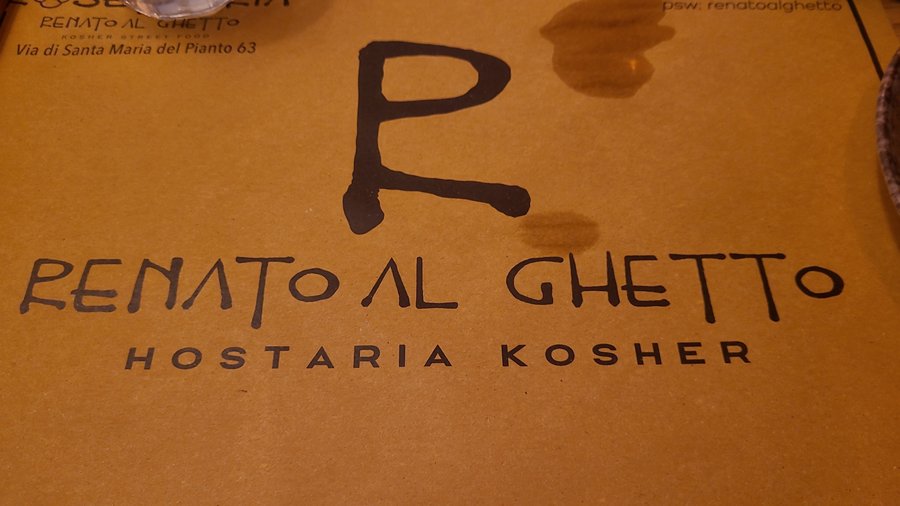 RENATO AL GHETTO
KOSHER STREET FOOD
Via di Santa Maria del Pianto 63
psw: renatoalghetto
R
RENATO AL GHETTO
HOSTARIA KOSHER